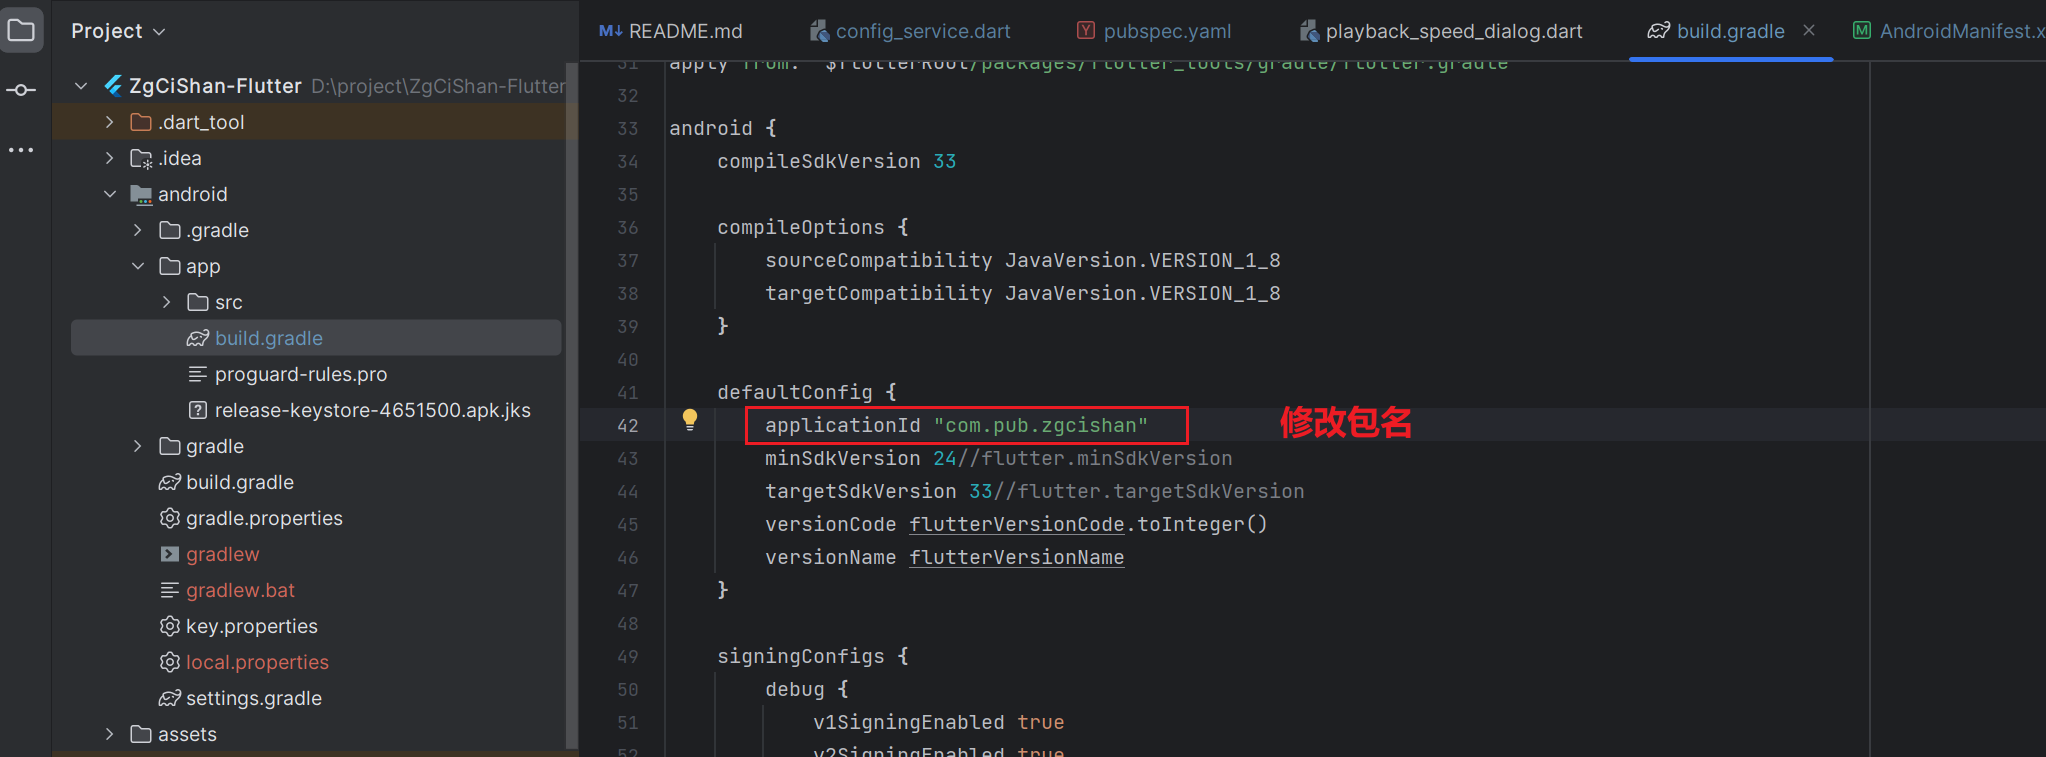 Project
ZgCiShan-Flutter D:\project\ZgCiShan-Flutter
.dart_tool
.idea
android
.gradle
app
src
build.gradle
proguard-rules.pro
release-keystore-4651500.apk.jks
gradle
build.gradle
gradle.properties
gradlew
gradlew.bat
key.properties
local.properties
settings.gradle
assets
README.md config_service.dart pubspec.yaml playback_speed_dialog.dart build.gradle AndroidManifest.x
31 apply from: "$flutterRoot/packages/flutter_tools/gradle/flutter.gradle
32
33 android {
34 compileSdkVersion 33
35
36 compileOptions {
37 sourceCompatibility JavaVersion.VERSION_1_8
38 targetCompatibility JavaVersion.VERSION_1_8
39 }
40
41 defaultConfig {
42 applicationId "com.pub.zgcishan" 修改包名
43 minSdkVersion 24//flutter.minSdkVersion
44 targetSdkVersion 33//flutter.targetSdkVersion
45 versionCode flutterVersionCode.toInteger()
46 versionName flutterVersionName
47 }
48
49 signingConfigs {
50 debug {
51 v1SigningEnabled true
52 v2SigningEnabled true